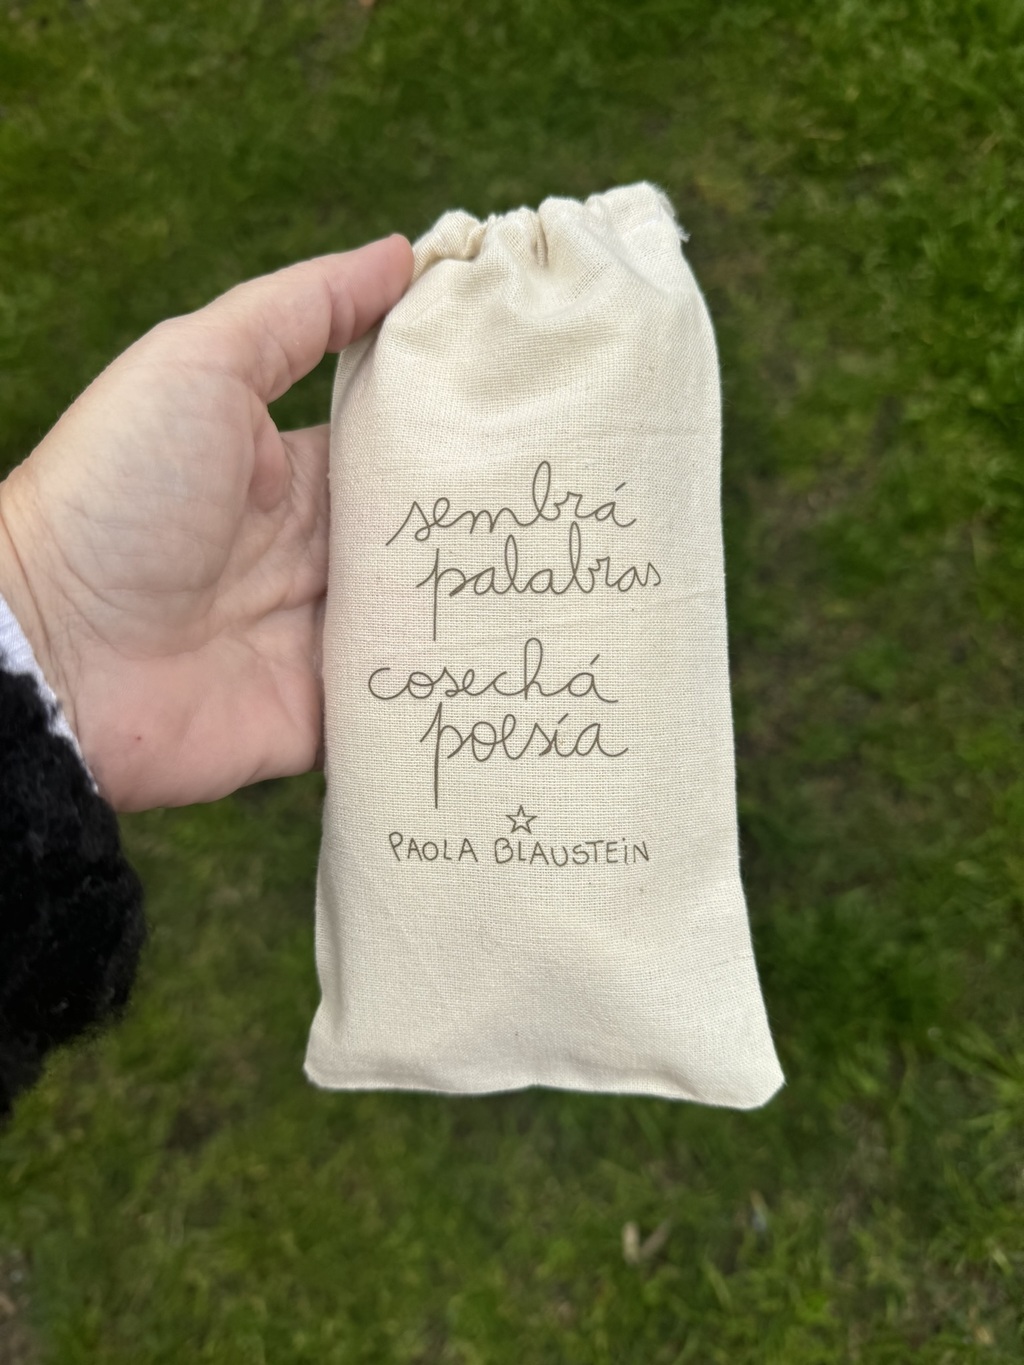 sembrá
palabras
cosechá
poesía
PAOLA BLAUSTEiN